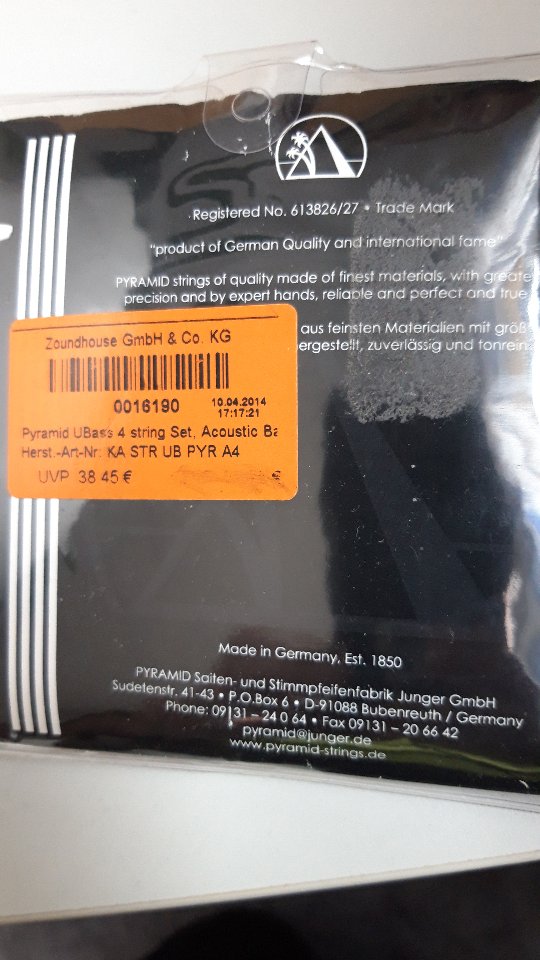 Registered No. 613826/27 • Trade Mark
"product of German Quality and international fame"
PYRAMID strings of quality made of finest materials, with greate
precision and by expert hands, reliable and perfect and true
aus feinsten Materialien mit größ
ergestellt, zuverlässig und tonrein
Zoundhouse GmbH & Co. KG
0016190
10.04.2014
17:17:21
Pyramid UBass 4 string Set, Acoustic Ba
Herst.-Art-Nr: KA STR UB PYR A4
UVP 38.45 €
Made in Germany, Est. 1850
PYRAMID Saiten- und Stimmpfeifenfabrik Junger GmbH
Sudetenstr. 41-43 • P.O.Box 6 • D-91088 Bubenreuth / Germany
Phone: 09131 – 24 0 64 • Fax 09131 – 20 66 42
pyramid@junger.de
www.pyramid-strings.de